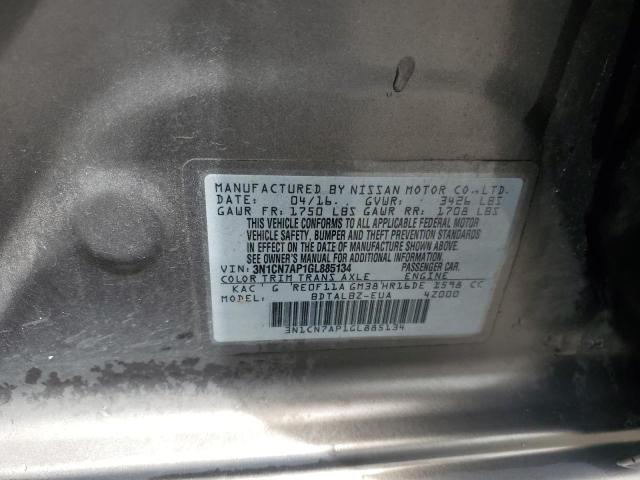 MANUFACTURED BY NISSAN MOTOR CO.,LTD.
DATE: 04/16 GVWR: 3426 LBS
GAWR FR: 1750 LBS GAWR RR: 1708 LBS
THIS VEHICLE CONFORMS TO ALL APPLICABLE FEDERAL MOTOR
VEHICLE SAFETY, BUMPER AND THEFT PREVENTION STANDARDS
IN EFFECT ON THE DATE OF MANUFACTURE SHOWN ABOVE.
SEE OWNER'S MANUAL FOR ADDITIONAL INFORMATION.
VIN: 3N1CN7AP1GL885134 PASSENGER CAR.
COLOR TRIM TRANS AXLE ENGINE
KAC G RE0F11A GM38 HR16DE 1598 CC
MODEL: BDTALBZ-EUA 4Z000
3N1CN7AP1GL885134